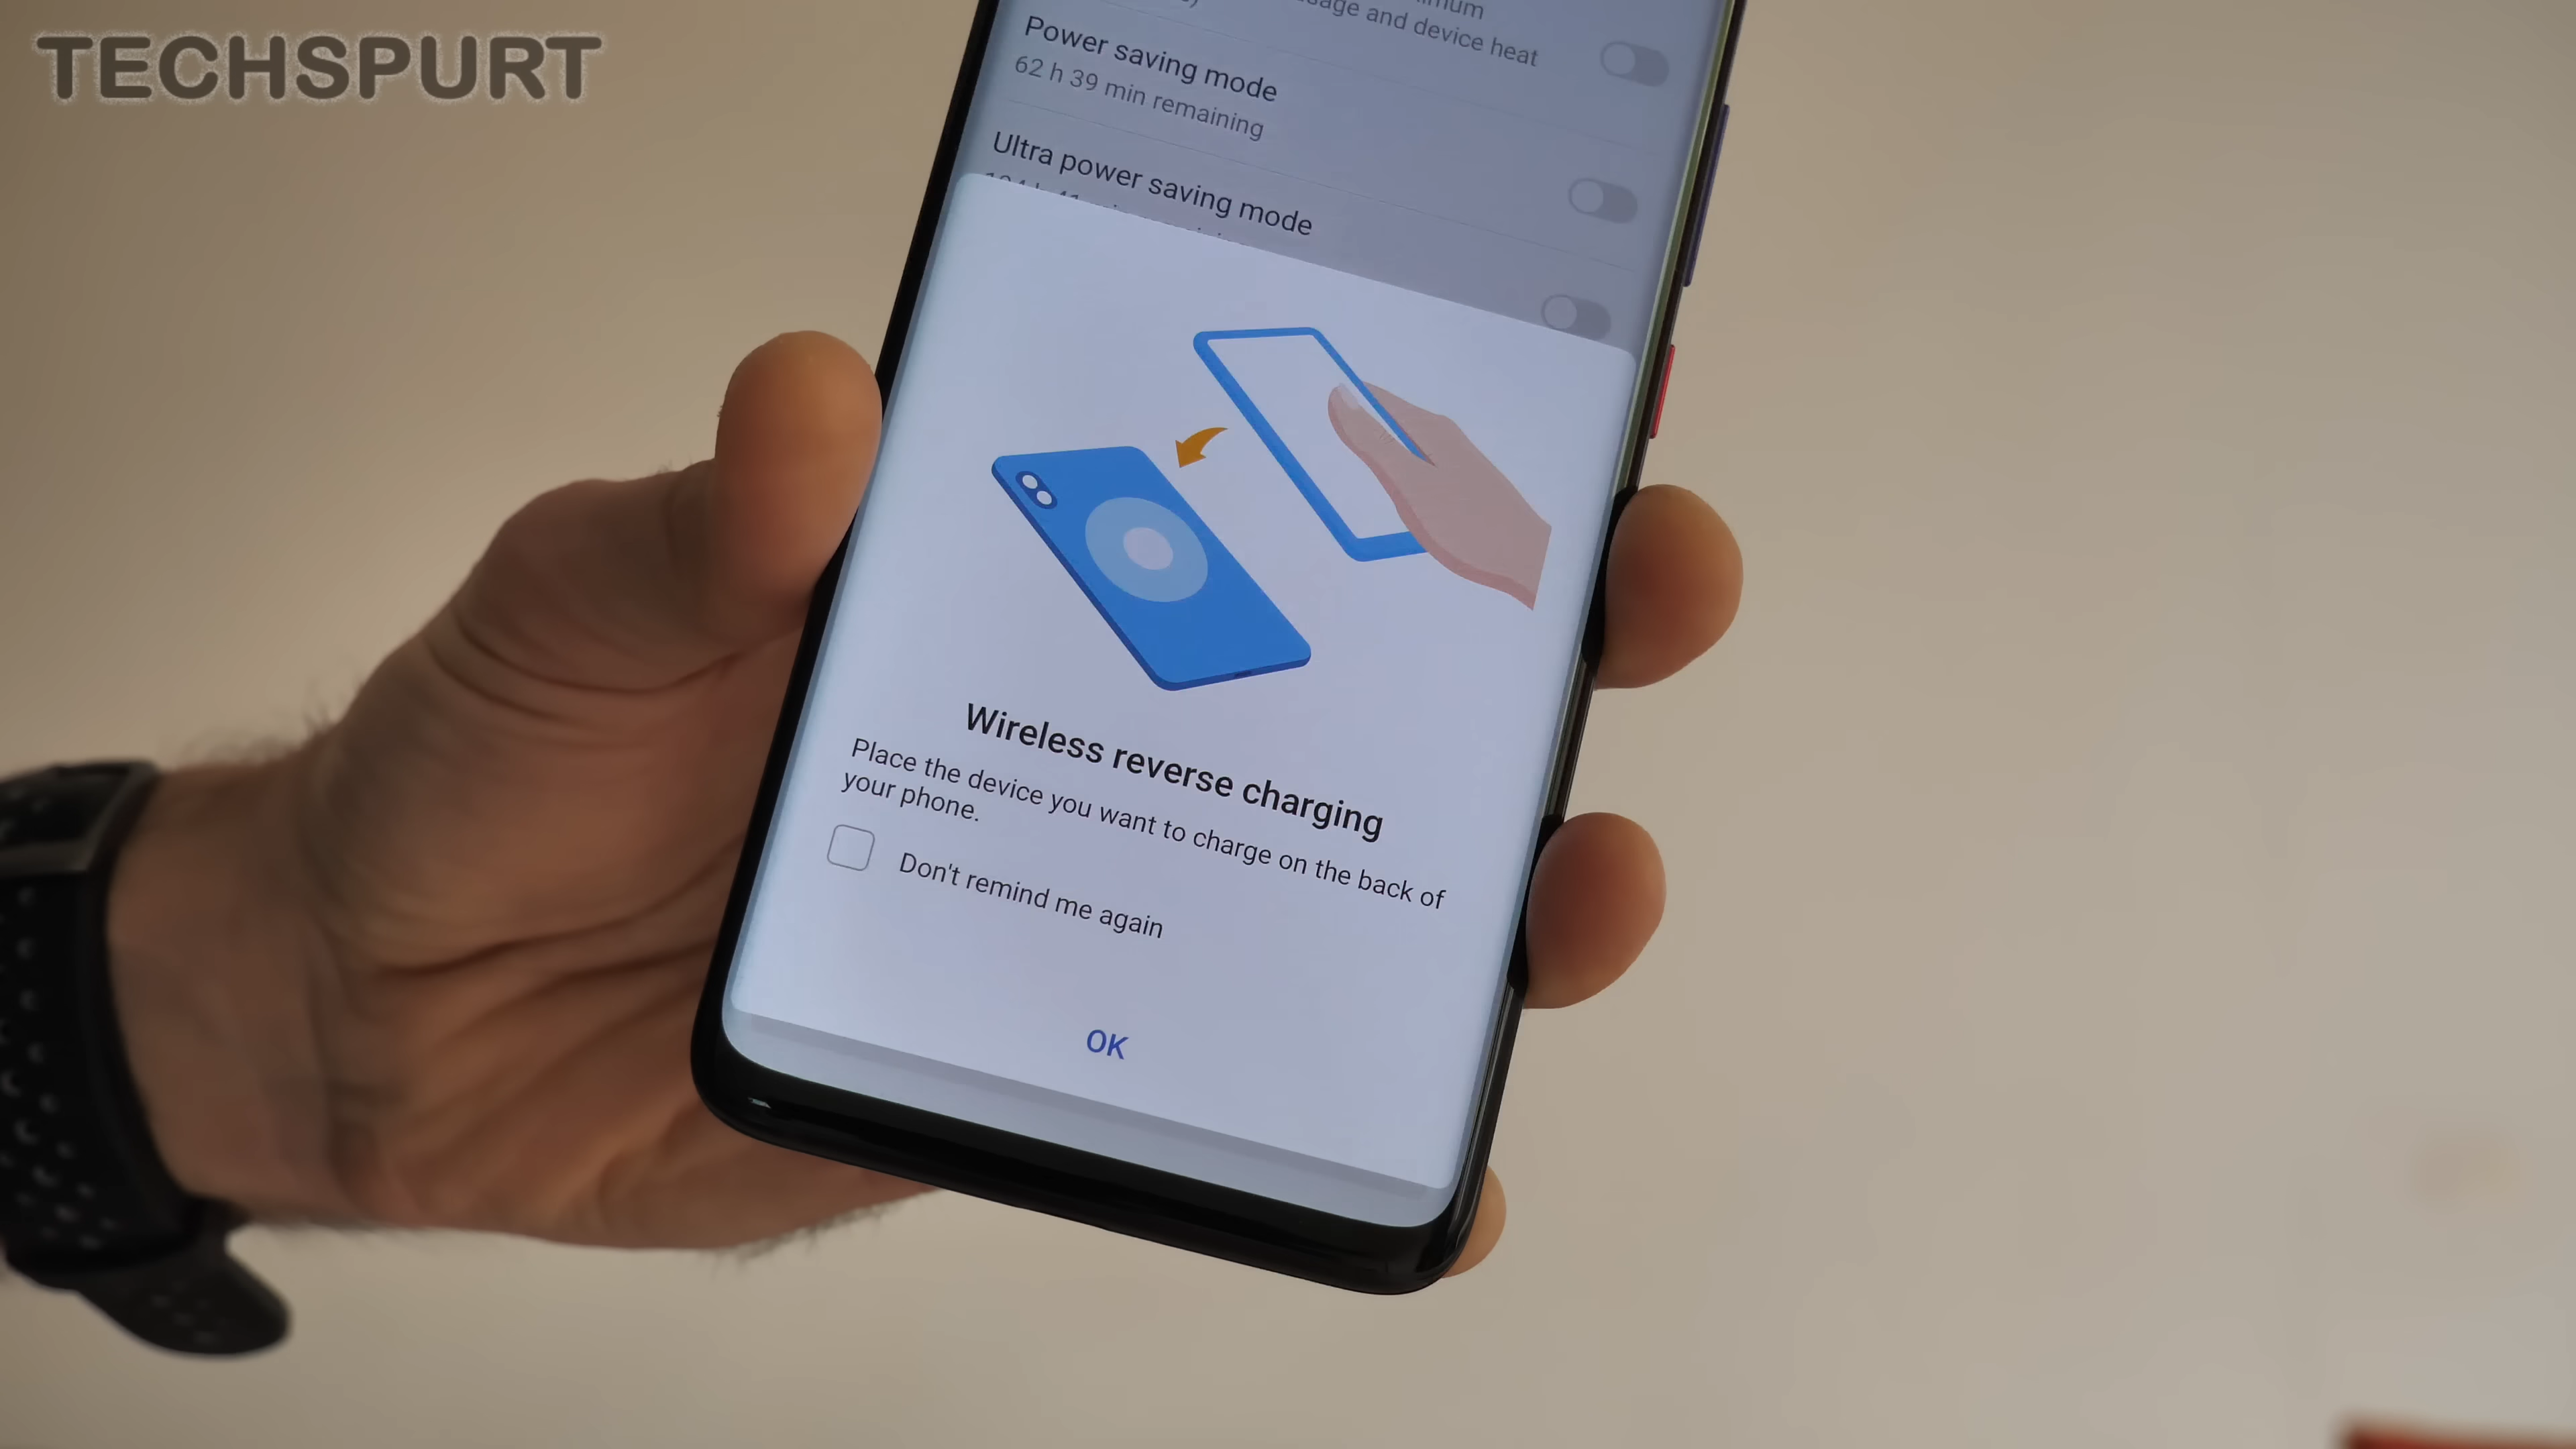 TECHSPURT
and device heat
Power saving mode
62 h 39 min remaining
Ultra power saving mode
Wireless reverse charging
Place the device you want to charge on the back of
your phone.
Don't remind me again
OK